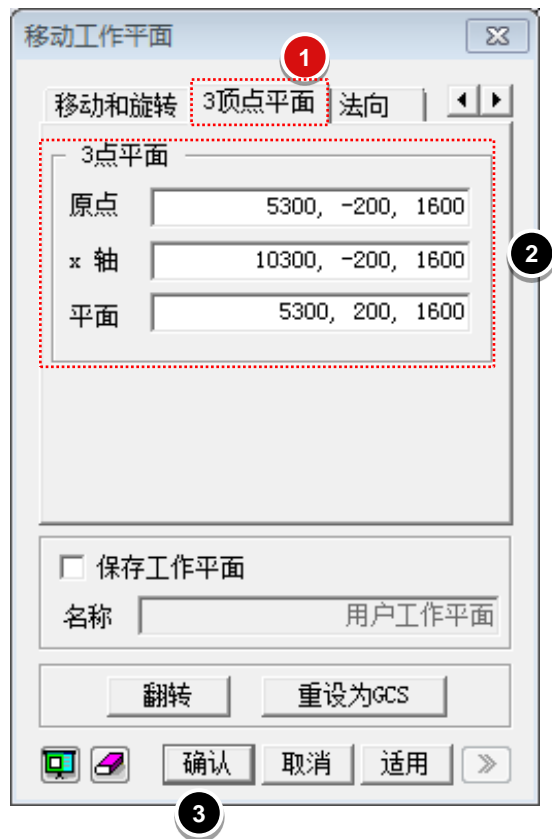 移动工作平面
1
移动和旋转 3顶点平面 法向
3点平面
原点 5300, -200, 1600
x 轴 10300, -200, 1600
2
平面 5300, 200, 1600
保存工作平面
名称 用户工作平面
翻转 重设为GCS
确认 取消 适用
3